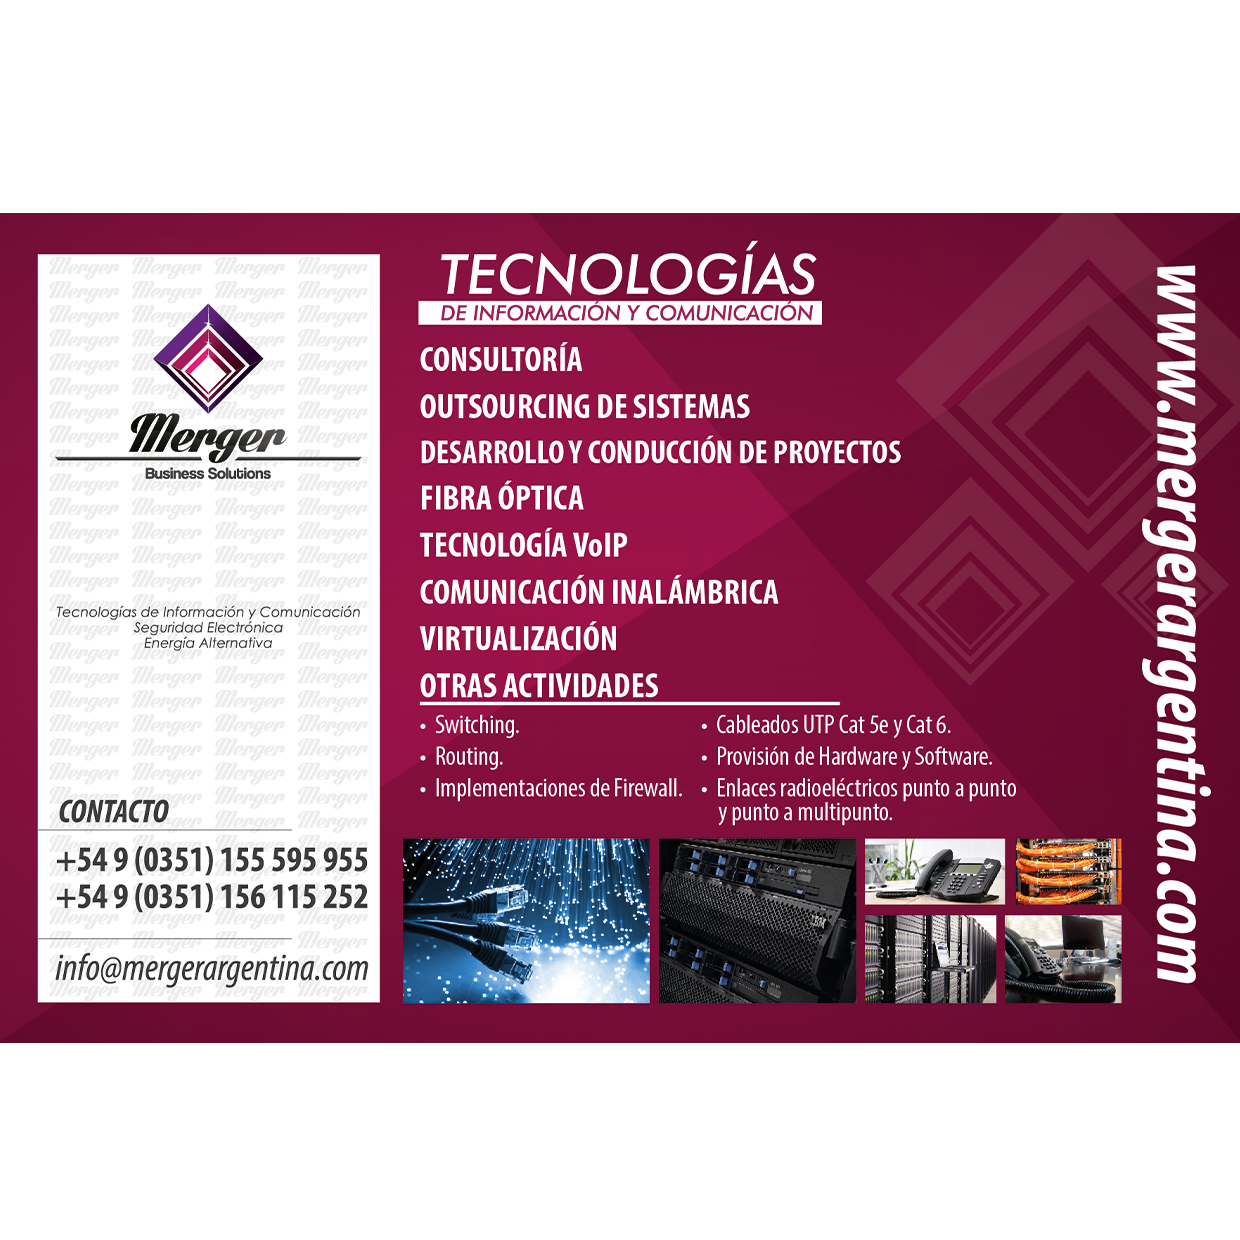 Merger
Business Solutions
Tecnologías de Información y Comunicación
Seguridad Electrónica
Energía Alternativa
CONTACTO
+54 9 (0351) 155 595 955
+54 9 (0351) 156 115 252
info@mergerargentina.com
TECNOLOGÍAS
DE INFORMACIÓN Y COMUNICACIÓN
CONSULTORÍA
OUTSOURCING DE SISTEMAS
DESARROLLO Y CONDUCCIÓN DE PROYECTOS
FIBRA ÓPTICA
TECNOLOGÍA VoIP
COMUNICACIÓN INALÁMBRICA
VIRTUALIZACIÓN
OTRAS ACTIVIDADES
• Switching.
• Routing.
• Implementaciones de Firewall.
• Cableados UTP Cat 5e y Cat 6.
• Provisión de Hardware y Software.
• Enlaces radioeléctricos punto a punto
y punto a multipunto.
IBM
www.mergerargentina.com